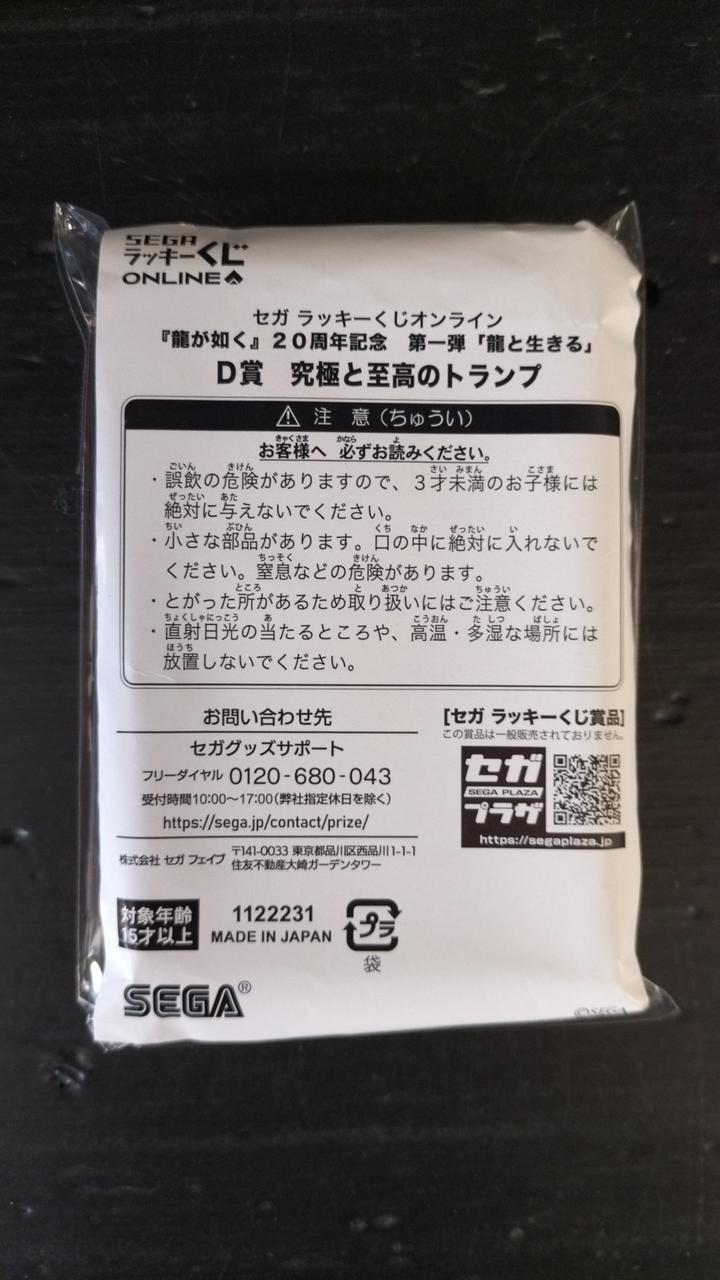 SEGA
ラッキーくじ
ONLINE
セガ ラッキーくじオンライン
『龍が如く』２０周年記念　第一弾「龍と生きる」
D賞　究極と至高のトランプ
注　意（ちゅうい）
お客様へ 必ずお読みください。
・誤飲の危険がありますので、３才未満のお子様には
絶対に与えないでください。
・小さな部品があります。口の中に絶対に入れないで
ください。窒息などの危険があります。
・とがった所があるため取り扱いにはご注意ください。
・直射日光の当たるところや、高温・多湿な場所には
放置しないでください。
お問い合わせ先
セガグッズサポート
フリーダイヤル 0120-680-043
受付時間10:00～17:00（弊社指定休日を除く）
https://sega.jp/contact/prize/
株式会社 セガ フェイブ
〒141-0033 東京都品川区西品川1-1-1
住友不動産大崎ガーデンタワー
[セガ ラッキーくじ賞品]
この賞品は一般販売されておりません。
セガ
SEGA PLAZA
プラザ
https://segaplaza.jp
対象年齢
15才以上
1122231
MADE IN JAPAN
プラ
袋
SEGA®
©SEGA